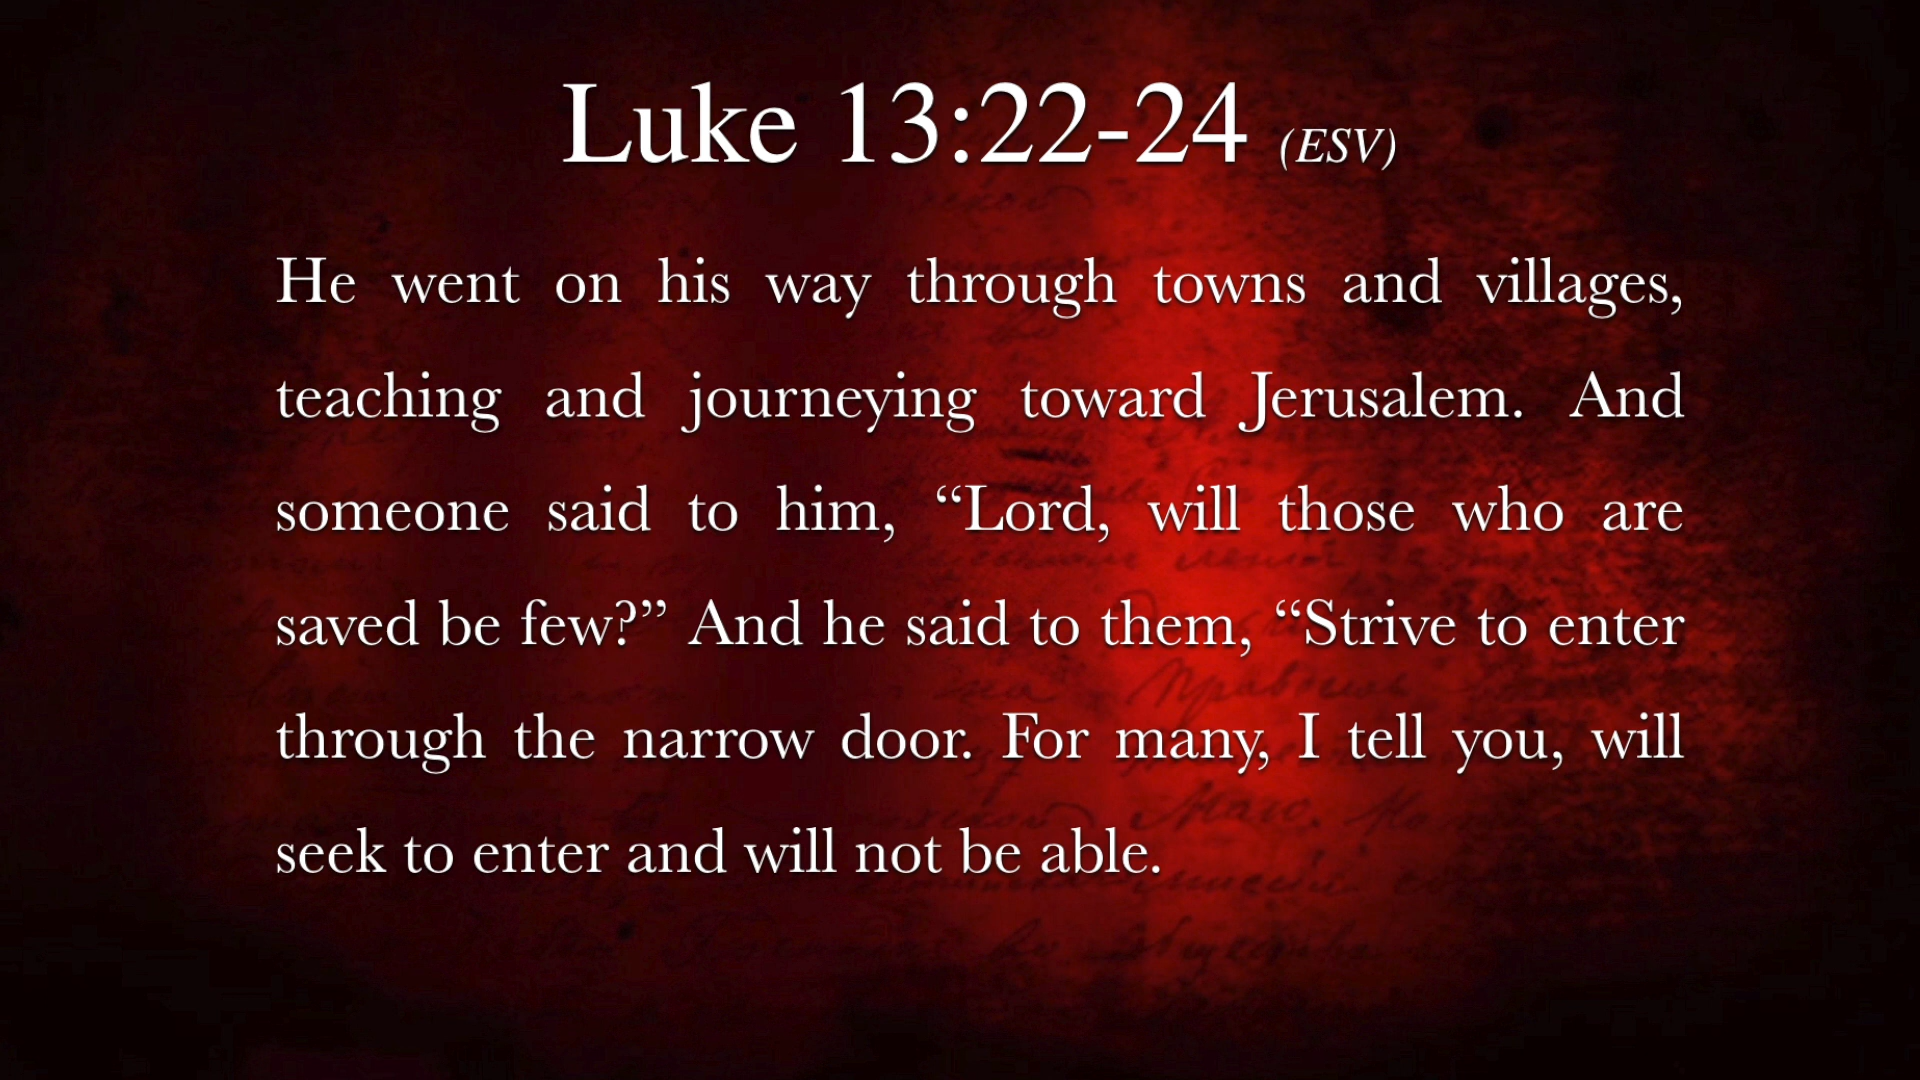 Luke 13:22-24 (ESV)
He went on his way through towns and villages,
teaching and journeying toward Jerusalem. And
someone said to him, “Lord, will those who are
saved be few?” And he said to them, “Strive to enter
through the narrow door. For many, I tell you, will
seek to enter and will not be able.